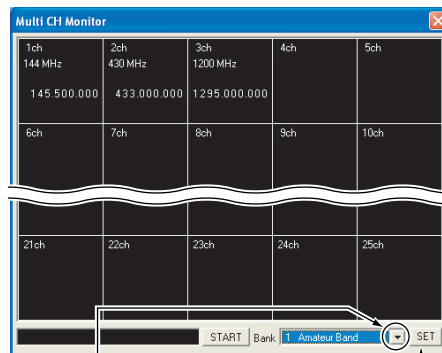 Multi CH Monitor
1ch 2ch 3ch 4ch 5ch
144 MHz 430 MHz 1200 MHz
145.500.000 433.000.000 1295.000.000
6ch 7ch 8ch 9ch 10ch
21ch 22ch 23ch 24ch 25ch
START Bank 1 Amateur Band SET